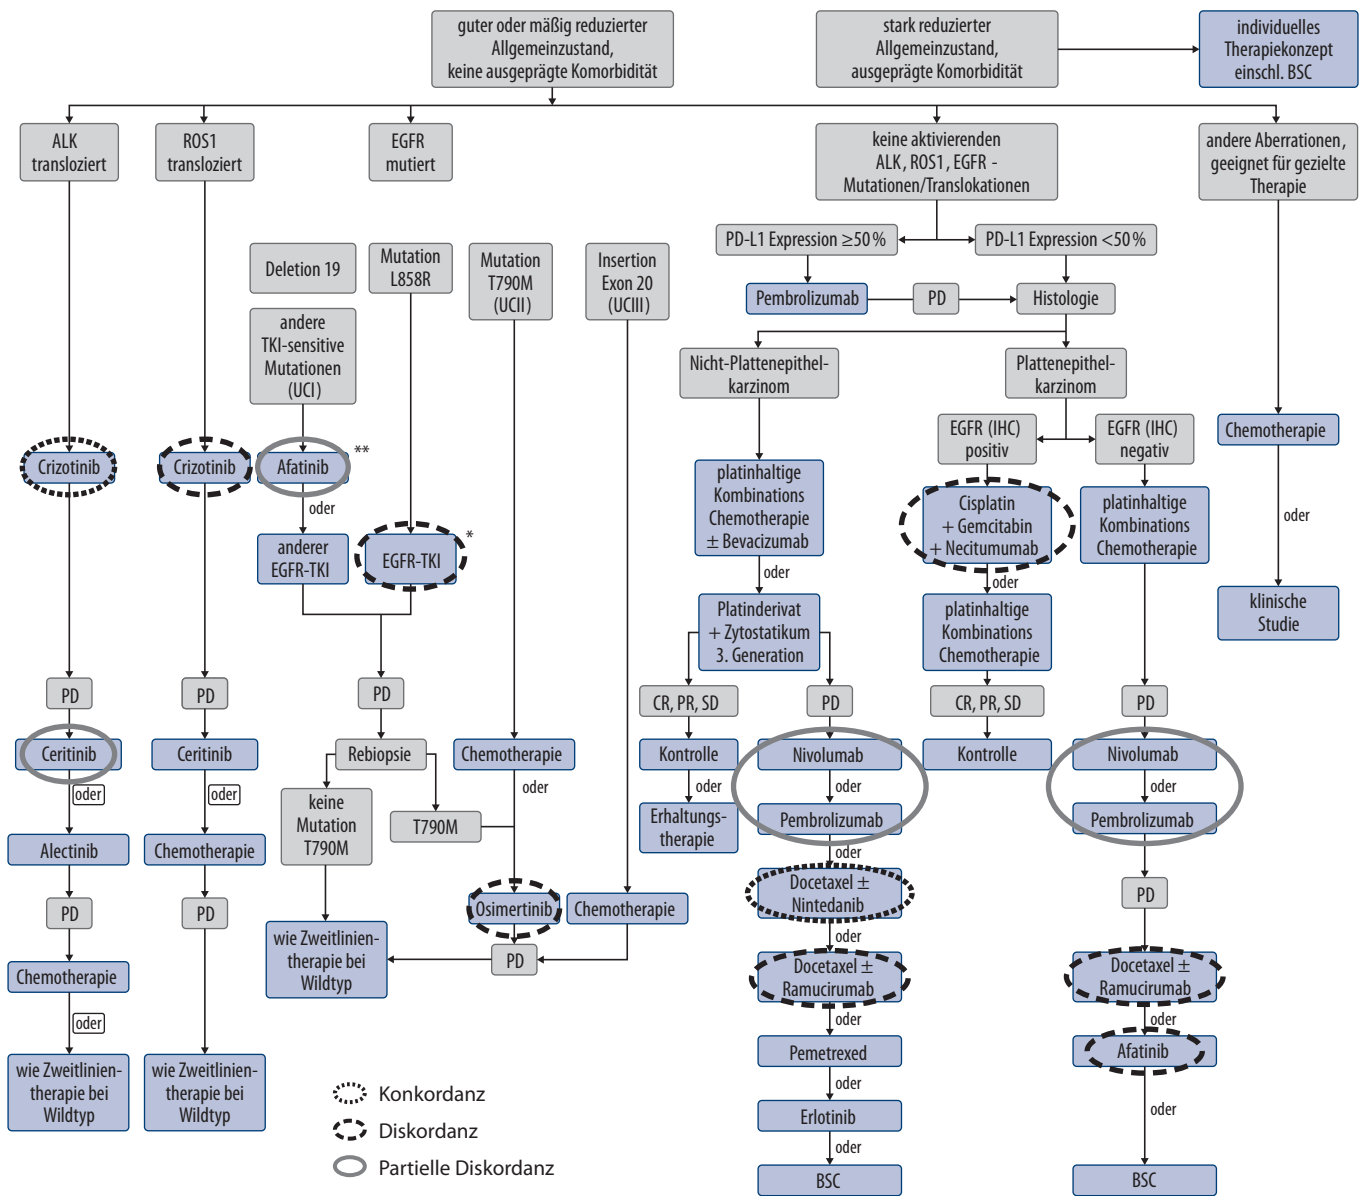 guter oder mäßig reduzierter
Allgemeinzustand,
keine ausgeprägte Komorbidität
stark reduzierter
Allgemeinzustand,
ausgeprägte Komorbidität
individuelles
Therapiekonzept
einschl. BSC
ALK
transloziert
ROS1
transloziert
EGFR
mutiert
keine aktivierenden
ALK, ROS1, EGFR -
Mutationen/Translokationen
andere Aberrationen,
geeignet für gezielte
Therapie
PD-L1 Expression ≥50%
PD-L1 Expression <50%
Deletion 19
Mutation
L858R
Mutation
T790M
(UCII)
Insertion
Exon 20
(UCIII)
Pembrolizumab
PD
Histologie
andere
TKI-sensitive
Mutationen
(UCI)
Nicht-Plattenepithel-
karzinom
Plattenepithel-
karzinom
EGFR (IHC)
positiv
EGFR (IHC)
negativ
Chemotherapie
Crizotinib
Crizotinib
Afatinib
**
oder
platinhaltige
Kombinations
Chemotherapie
± Bevacizumab
Cisplatin
+ Gemcitabin
+ Necitumumab
platinhaltige
Kombinations
Chemotherapie
oder
anderer
EGFR-TKI
EGFR-TKI
*
oder
oder
Platinderivat
+ Zytostatikum
3. Generation
platinhaltige
Kombinations
Chemotherapie
klinische
Studie
PD
PD
PD
CR, PR, SD
PD
CR, PR, SD
PD
Ceritinib
Ceritinib
Rebiopsie
Chemotherapie
Kontrolle
Nivolumab
Kontrolle
Nivolumab
oder
oder
oder
oder
oder
oder
keine
Mutation
T790M
T790M
Erhaltungs-
therapie
Pembrolizumab
Pembrolizumab
Alectinib
Chemotherapie
oder
Docetaxel ±
Nintedanib
PD
PD
PD
Osimertinib
Chemotherapie
oder
wie Zweitlinien-
therapie bei
Wildtyp
PD
Chemotherapie
Docetaxel ±
Ramucirumab
Docetaxel ±
Ramucirumab
oder
oder
oder
wie Zweitlinien-
therapie bei
Wildtyp
wie Zweitlinien-
therapie bei
Wildtyp
Pemetrexed
Afatinib
oder
oder
Konkordanz
Erlotinib
Diskordanz
oder
Partielle Diskordanz
BSC
BSC